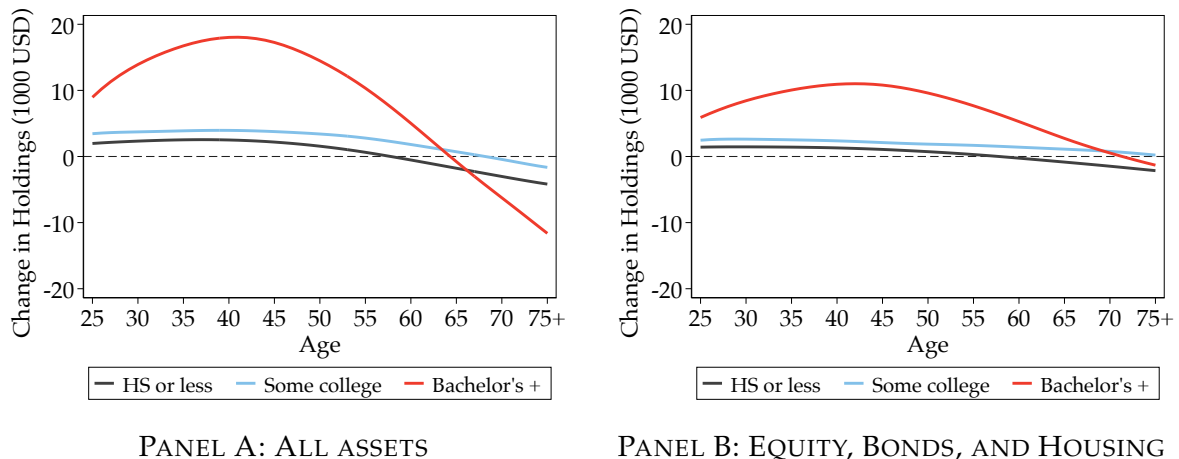 Change in Holdings (1000 USD)
20
10
0
-10
-20
25 30 35 40 45 50 55 60 65 70 75+
Age
HS or less Some college Bachelor's +
PANEL A: ALL ASSETS
Change in Holdings (1000 USD)
20
10
0
-10
-20
25 30 35 40 45 50 55 60 65 70 75+
Age
HS or less Some college Bachelor's +
PANEL B: EQUITY, BONDS, AND HOUSING